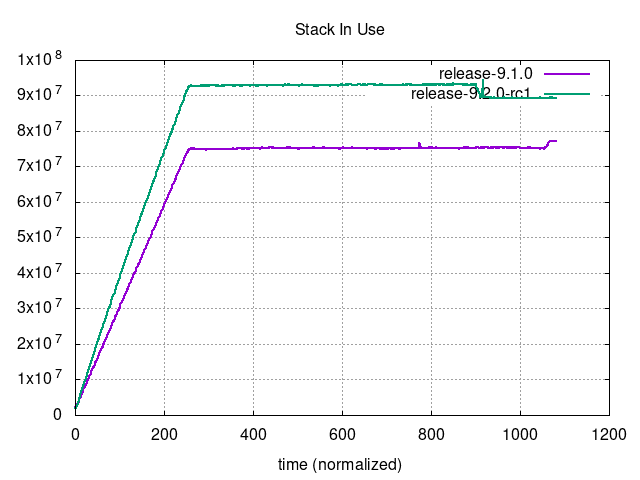 Stack In Use
1x10^8
9x10^7
8x10^7
7x10^7
6x10^7
5x10^7
4x10^7
3x10^7
2x10^7
1x10^7
0
release-9.1.0
release-9.2.0-rc1
0 200 400 600 800 1000 1200
time (normalized)